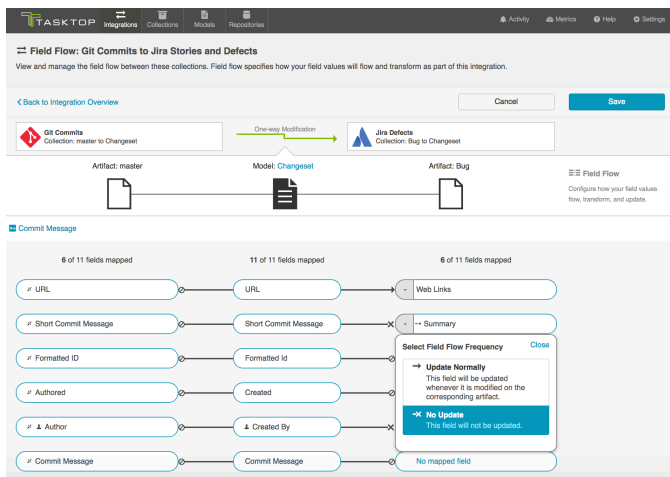 TASKTOP
Integrations
Collections
Models
Repositories
Activity
Metrics
Help
Settings
Field Flow: Git Commits to Jira Stories and Defects
View and manage the field flow between these collections. Field flow specifies how your field values will flow and transform as part of this integration.
Back to Integration Overview
Cancel
Save
Git Commits
Collection: master to Changeset
One-way Modification
Jira Defects
Collection: Bug to Changeset
Artifact: master
Model: Changeset
Artifact: Bug
Field Flow
Configure how your field values
flow, transform, and update.
Commit Message
6 of 11 fields mapped
11 of 11 fields mapped
6 of 11 fields mapped
URL
URL
Web Links
Short Commit Message
Short Commit Message
Summary
Formatted ID
Formatted Id
Select Field Flow Frequency
Close
Update Normally
This field will be updated
whenever it is modified on the
corresponding artifact.
Authored
Created
No Update
This field will not be updated.
Author
Created By
Commit Message
Commit Message
No mapped field